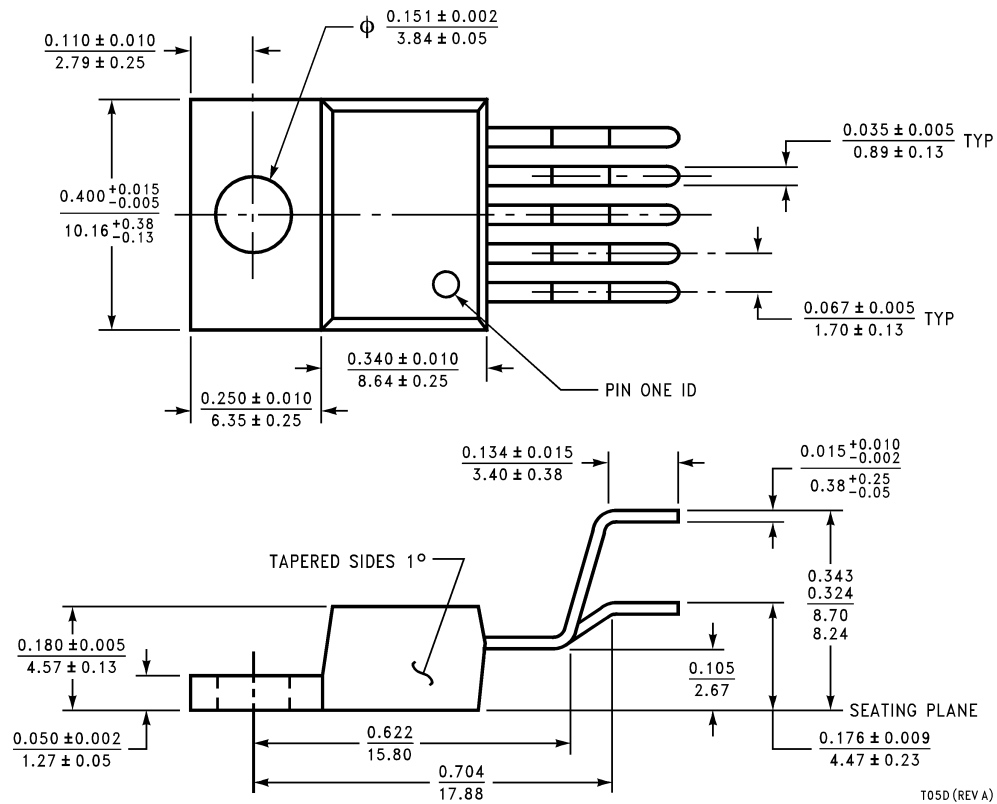 ϕ 0.151 ± 0.002
3.84 ± 0.05
0.110 ± 0.010
2.79 ± 0.25
0.035 ± 0.005 TYP
0.89 ± 0.13
0.400 +0.015
-0.005
10.16 +0.38
-0.13
0.067 ± 0.005 TYP
1.70 ± 0.13
0.340 ± 0.010
8.64 ± 0.25
0.250 ± 0.010
6.35 ± 0.25
PIN ONE ID
0.134 ± 0.015
3.40 ± 0.38
0.015 +0.010
-0.002
0.38 +0.25
-0.05
TAPERED SIDES 1°
0.343
0.324
8.70
8.24
0.180 ± 0.005
4.57 ± 0.13
0.105
2.67
SEATING PLANE
0.050 ± 0.002
1.27 ± 0.05
0.622
15.80
0.176 ± 0.009
4.47 ± 0.23
0.704
17.88
T05D (REV A)